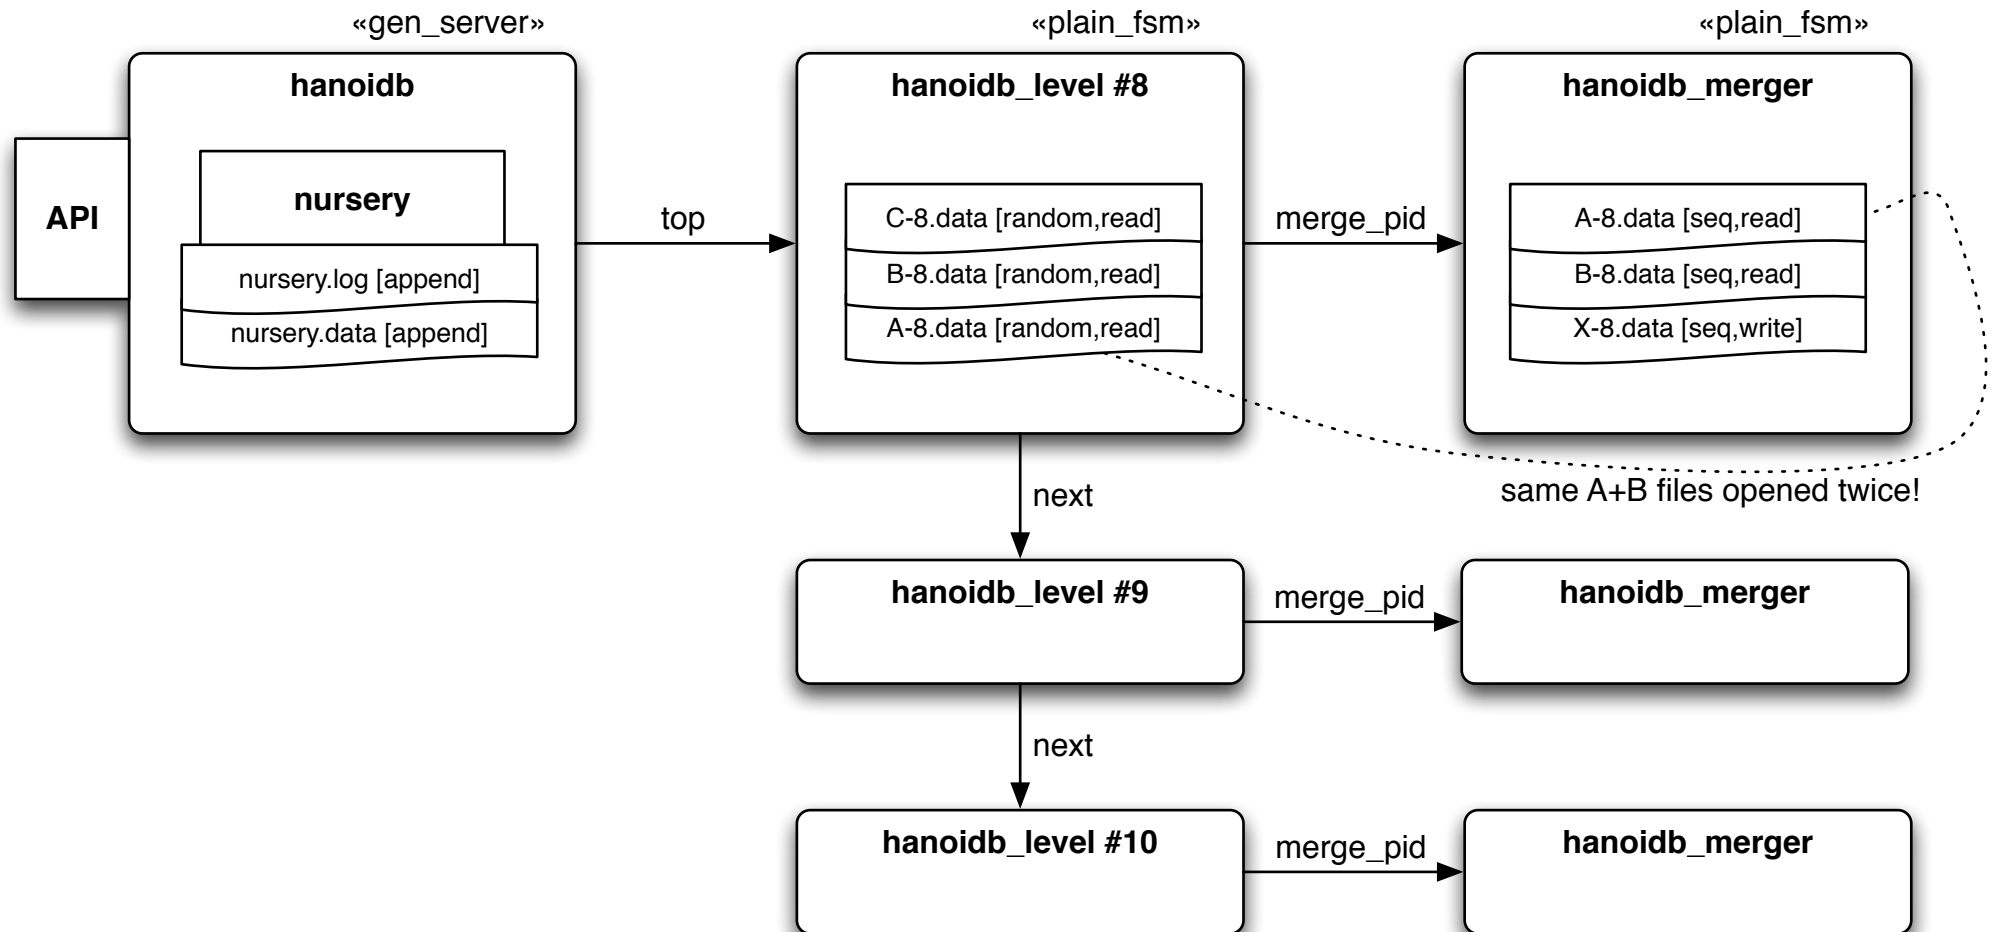 «gen_server»
«plain_fsm»
«plain_fsm»
hanoidb
hanoidb_level #8
hanoidb_merger
API
nursery
nursery.log [append]
nursery.data [append]
top
C-8.data [random,read]
B-8.data [random,read]
A-8.data [random,read]
merge_pid
A-8.data [seq,read]
B-8.data [seq,read]
X-8.data [seq,write]
same A+B files opened twice!
next
hanoidb_level #9
merge_pid
hanoidb_merger
next
hanoidb_level #10
merge_pid
hanoidb_merger